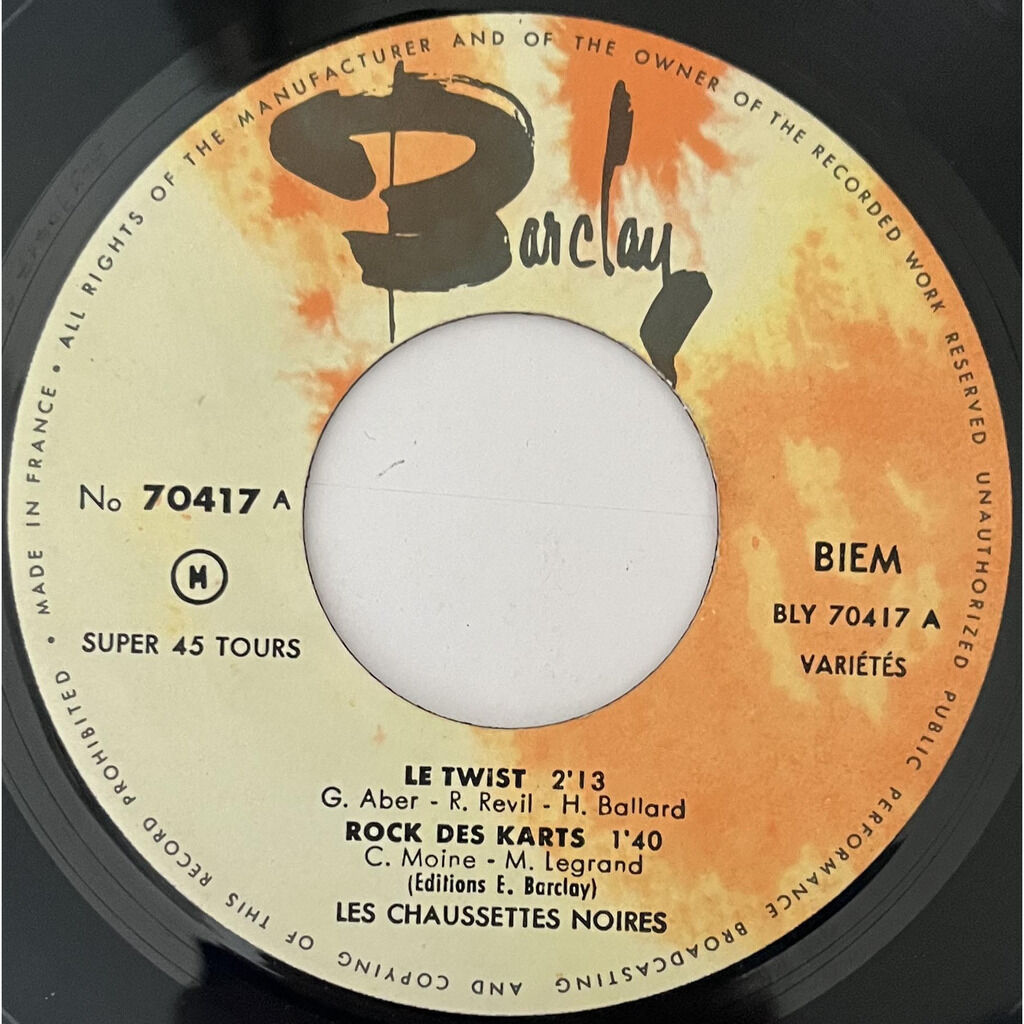 ALL RIGHTS OF THE MANUFACTURER AND OF THE OWNER OF THE RECORDED WORK RESERVED UNAUTHORIZED PUBLIC PERFORMANCE BROADCASTING AND COPYING OF THIS RECORD PROHIBITED • MADE IN FRANCE •
Barclay
No 70417 A
M
SUPER 45 TOURS
BIEM
BLY 70417 A
VARIÉTÉS
LE TWIST 2'13
G. Aber - R. Revil - H. Ballard
ROCK DES KARTS 1'40
C. Moine - M. Legrand
(Editions E. Barclay)
LES CHAUSSETTES NOIRES